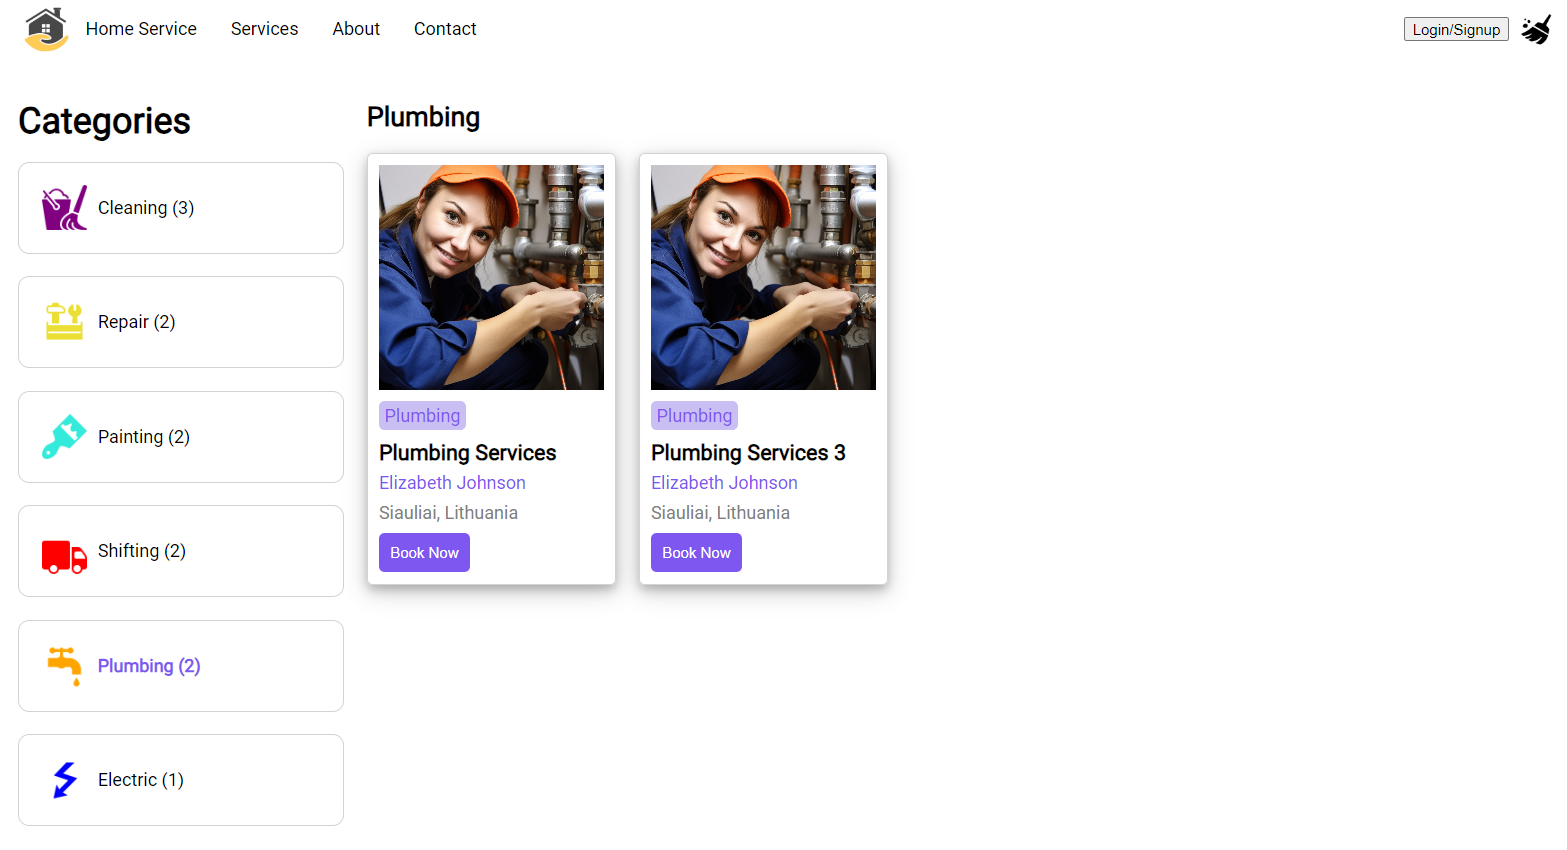 Home Service
Services
About
Contact
Login/Signup
Categories
Cleaning (3)
Repair (2)
Painting (2)
Shifting (2)
Plumbing (2)
Electric (1)
Plumbing
Plumbing
Plumbing Services
Elizabeth Johnson
Siauliai, Lithuania
Book Now
Plumbing
Plumbing Services 3
Elizabeth Johnson
Siauliai, Lithuania
Book Now